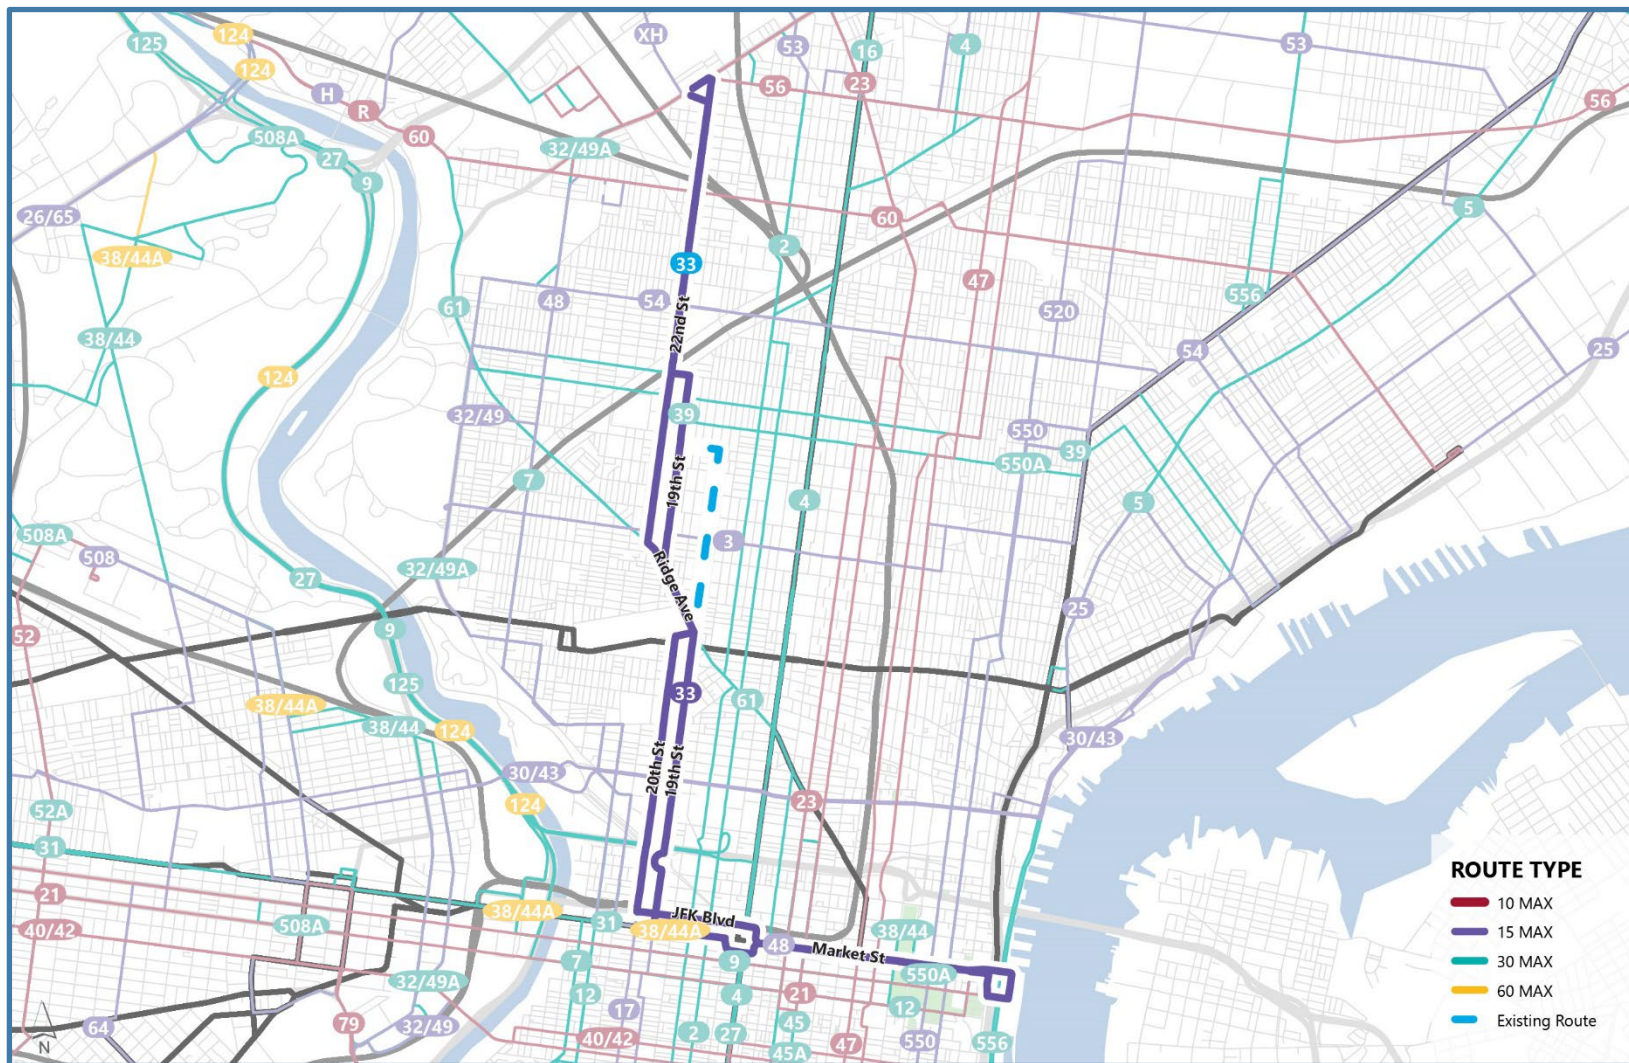 124
XH
125
53
16
4
53
124
56
23
56
H
R
508A
60
32/49A
27
9
26/65
60
5
2
38/44A
33
47
556
48
54
61
520
22nd St
38/44
54
25
124
39
32/49
550
39
550A
19th St
7
4
5
508A
3
508
32/49A
27
Ridge Ave
25
9
52
125
33
61
38/44A
38/44
124
30/43
20th St
19th St
30/43
124
23
52A
31
ROUTE TYPE
10 MAX
21
38/44A
JFK Blvd
15 MAX
508A
31
38/44A
38/44
40/42
48
Market St
30 MAX
7
9
550A
32/49A
60 MAX
12
4
21
12
Existing Route
17
45
N
64
79
32/49
40/42
2
27
45A
47
550
556